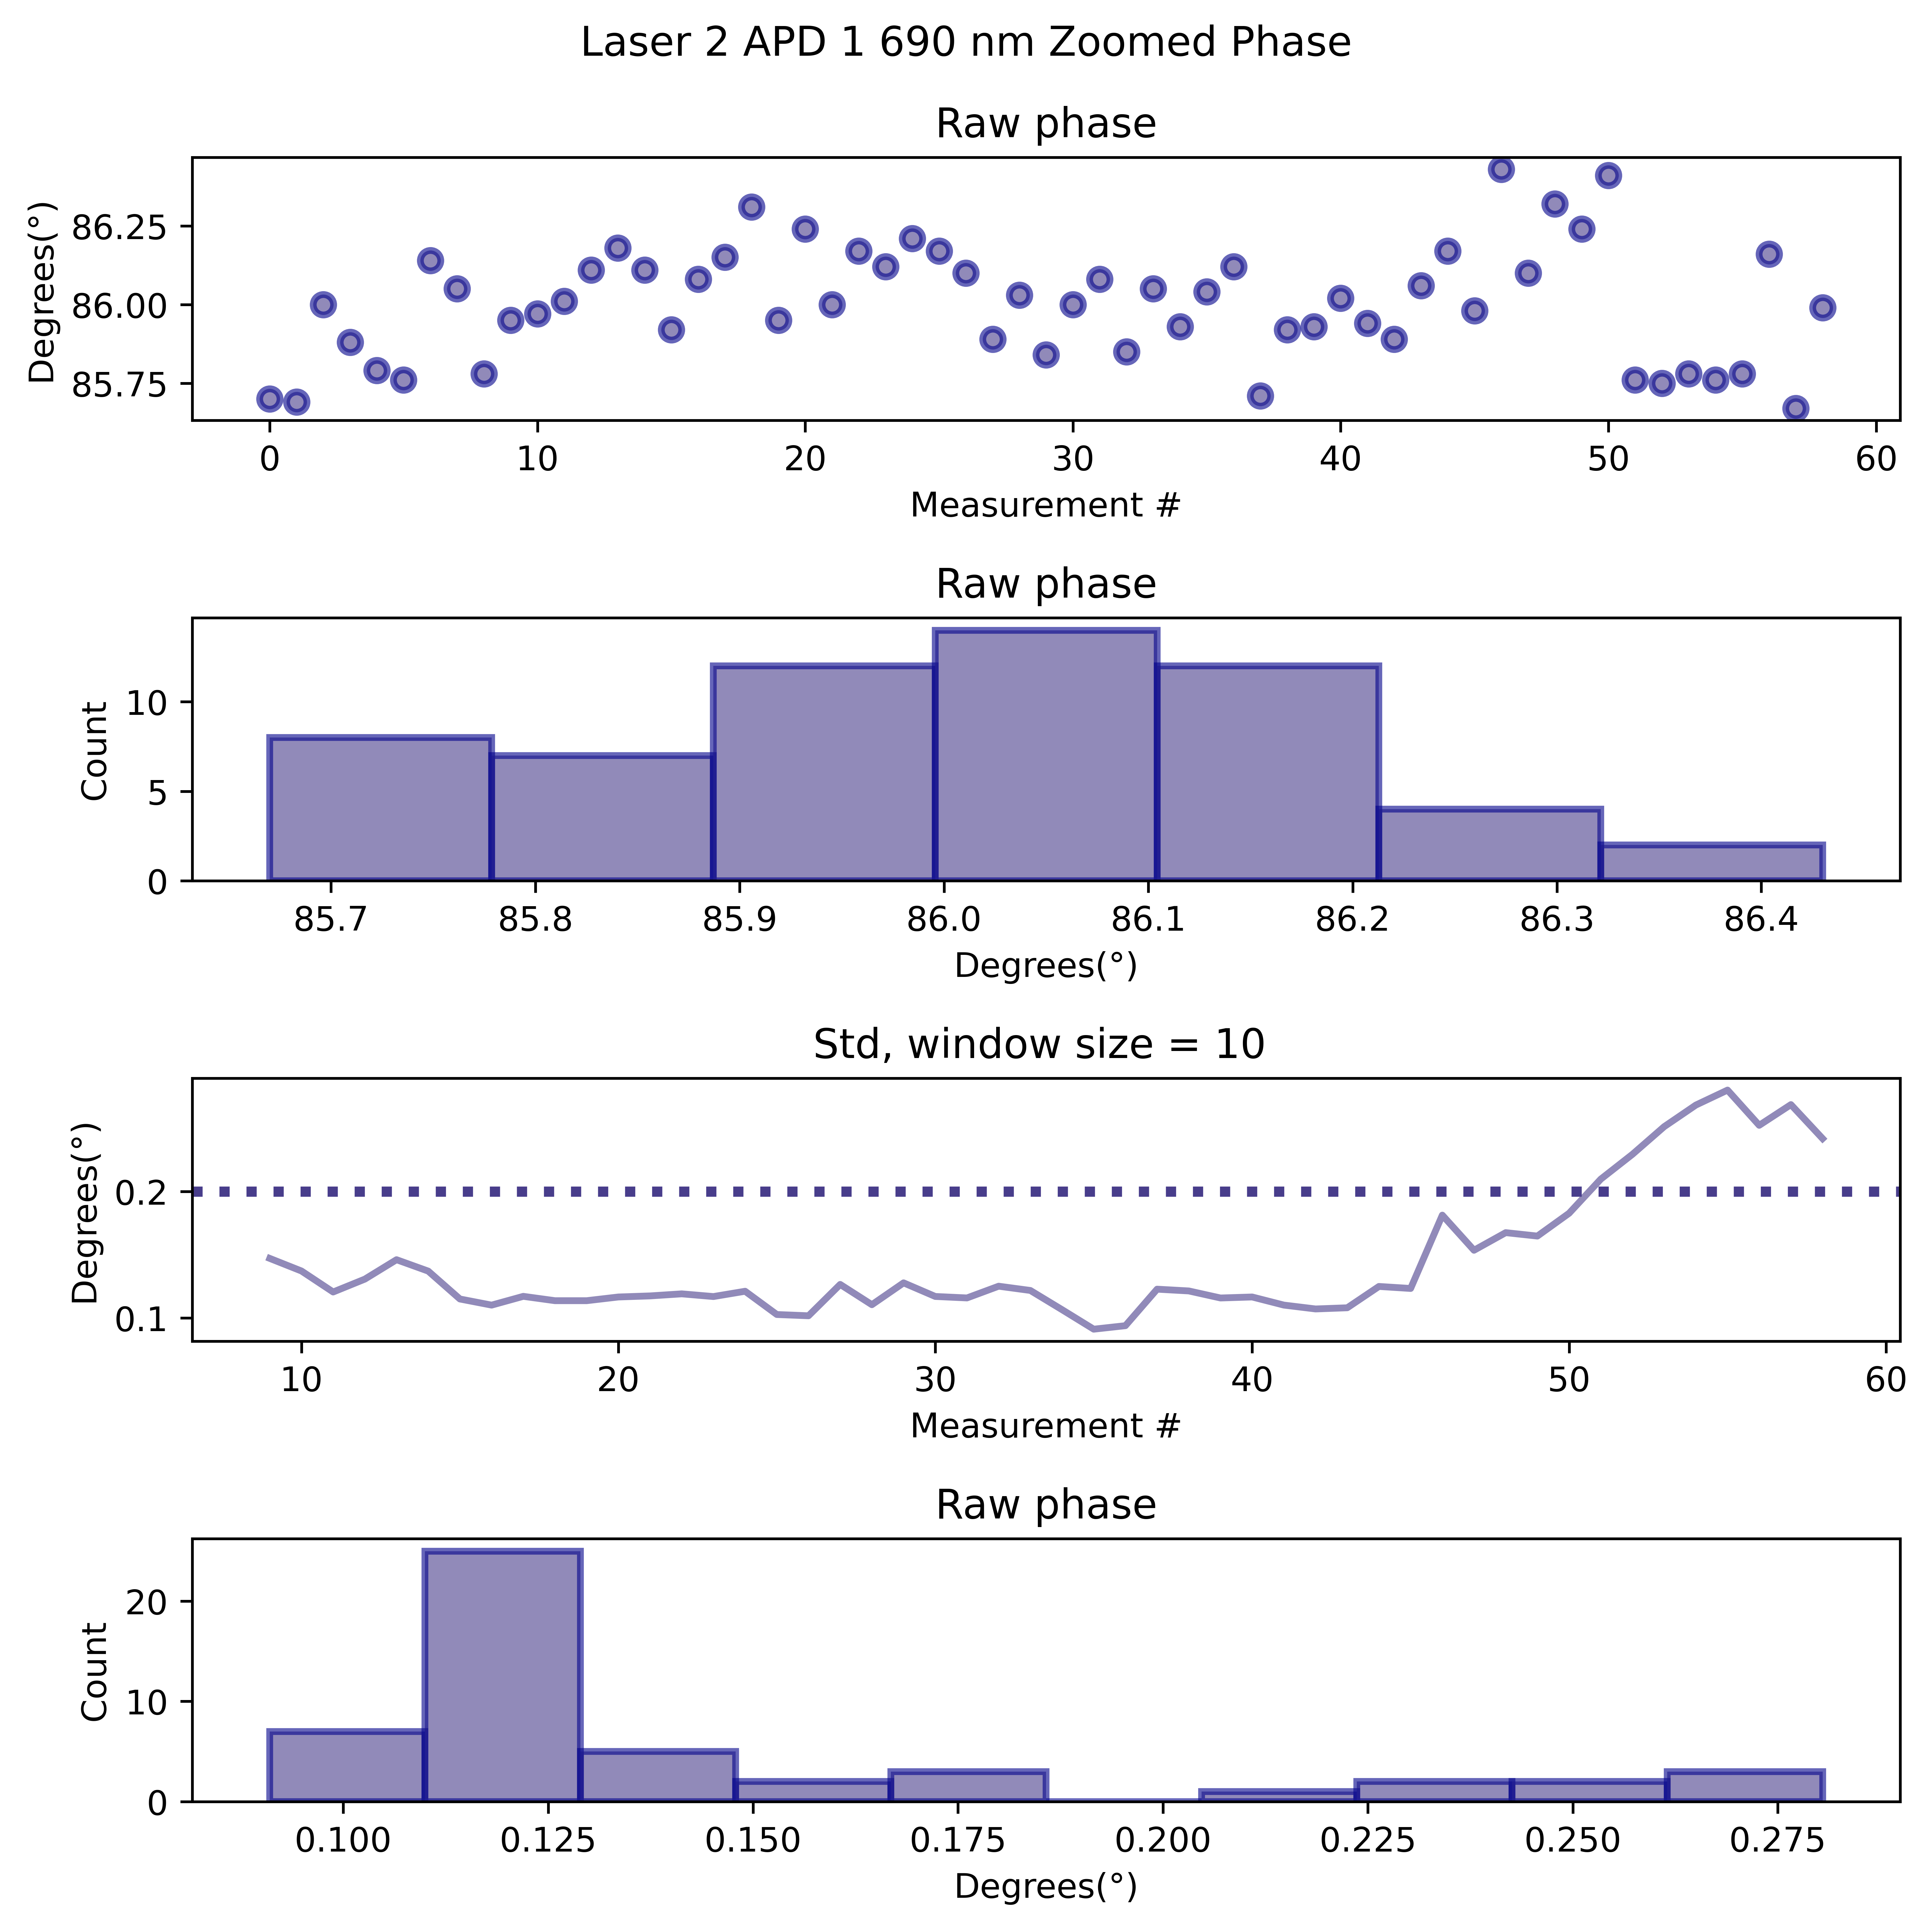 Laser 2 APD 1 690 nm Zoomed Phase
Raw phase
Degrees(°)
86.25
86.00
85.75
0 10 20 30 40 50 60
Measurement #
Raw phase
Count
10
5
0
85.7 85.8 85.9 86.0 86.1 86.2 86.3 86.4
Degrees(°)
Std, window size = 10
Degrees(°)
0.2
0.1
10 20 30 40 50 60
Measurement #
Raw phase
Count
20
10
0
0.100 0.125 0.150 0.175 0.200 0.225 0.250 0.275
Degrees(°)